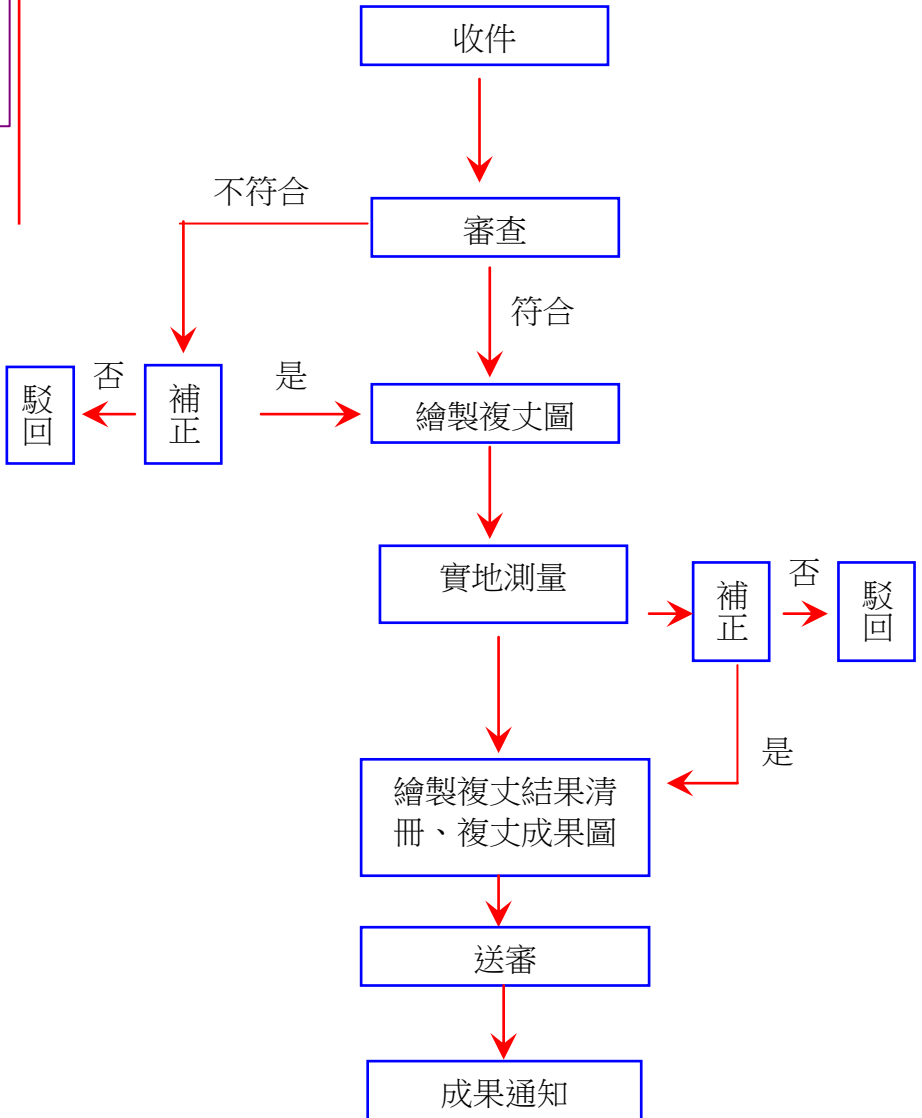 收件
不符合
審查
符合
駁回
否
補正
是
繪製複丈圖
實地測量
補正
否
駁回
是
繪製複丈結果清
冊、複丈成果圖
送審
成果通知